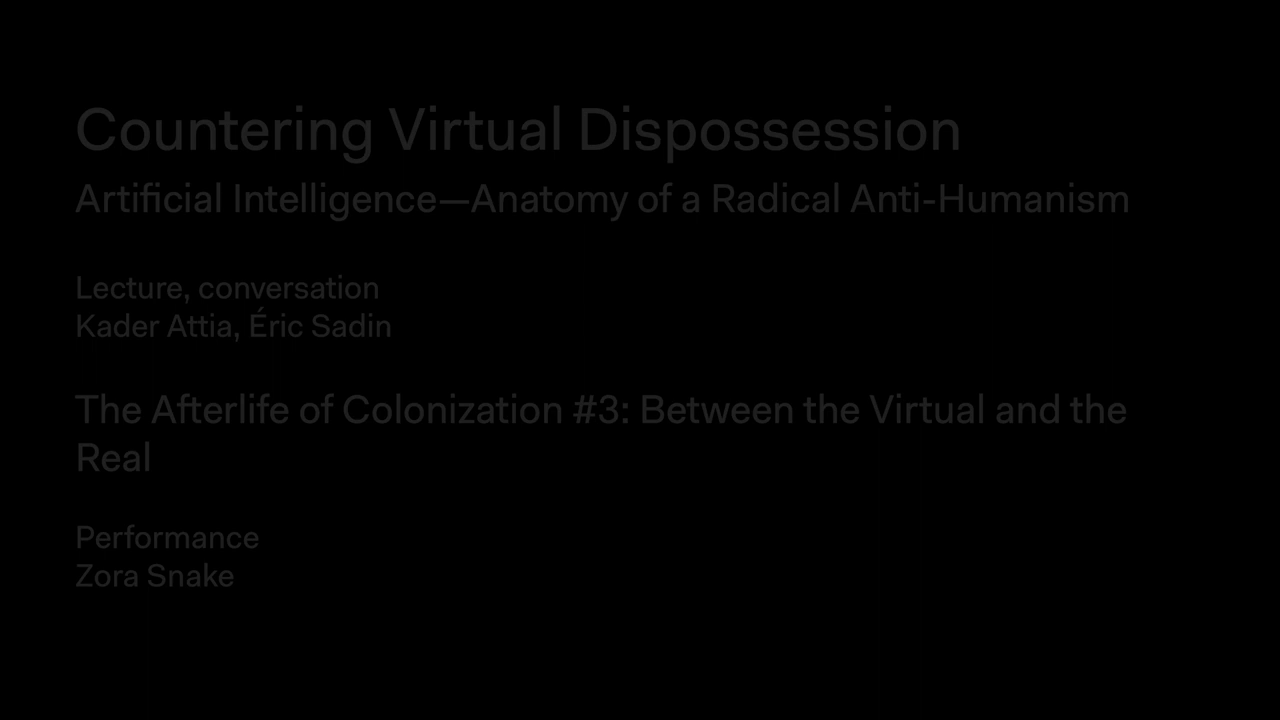 Countering Virtual Dispossession
Artificial Intelligence—Anatomy of a Radical Anti-Humanism
Lecture, conversation
Kader Attia, Éric Sadin
The Afterlife of Colonization #3: Between the Virtual and the
Real
Performance
Zora Snake